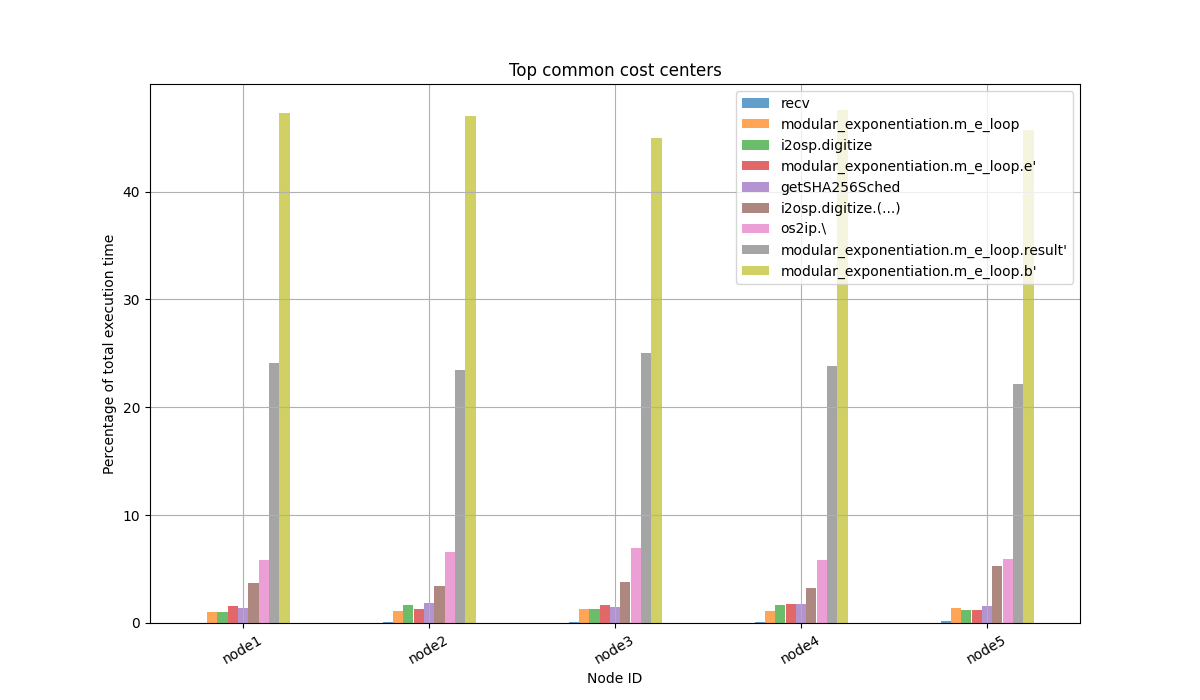 Top common cost centers
recv
modular_exponentiation.m_e_loop
i2osp.digitize
modular_exponentiation.m_e_loop.e'
getSHA256Sched
i2osp.digitize.(...)
os2ip.\
modular_exponentiation.m_e_loop.result'
modular_exponentiation.m_e_loop.b'
Percentage of total execution time
40
30
20
10
0
node1 node2 node3 node4 node5
Node ID